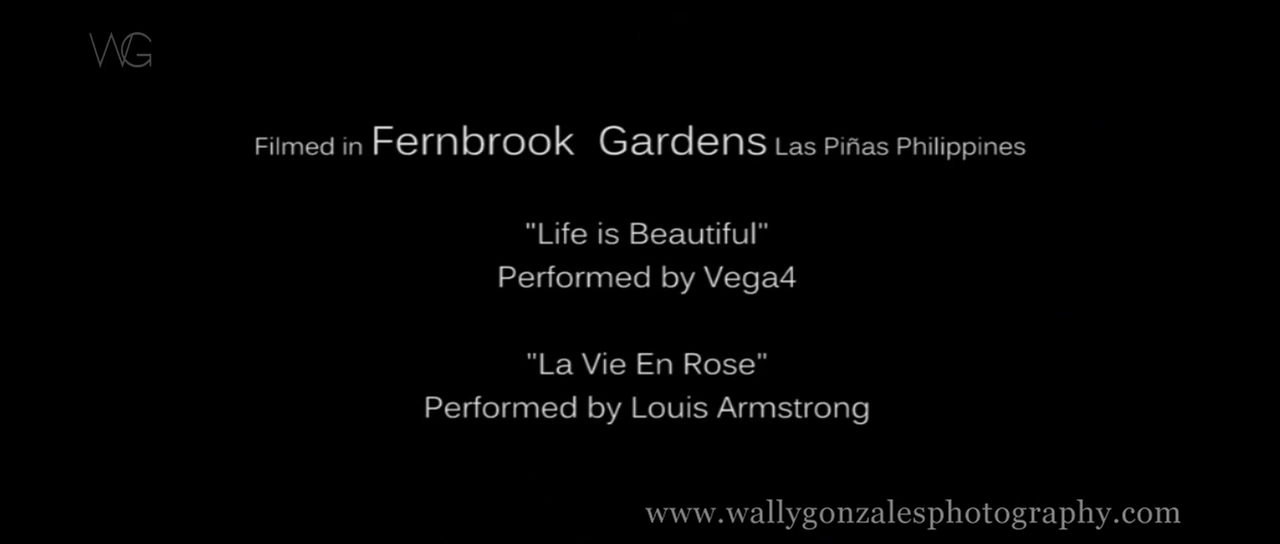 WG
Filmed in Fernbrook Gardens Las Piñas Philippines
"Life is Beautiful"
Performed by Vega4
"La Vie En Rose"
Performed by Louis Armstrong
www.wallygonzalesphotography.com